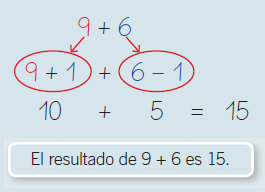 9 + 6
9 + 1 + 6 – 1
10 + 5 = 15
El resultado de 9 + 6 es 15.